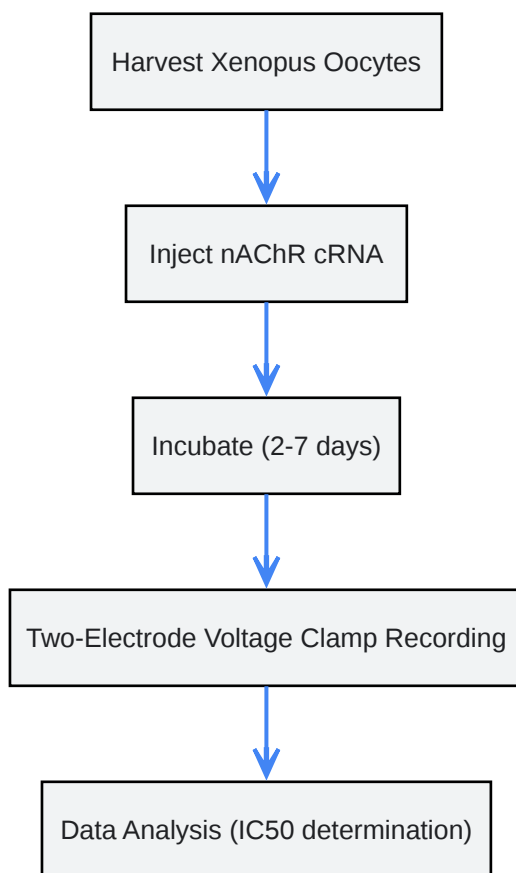 Harvest Xenopus Oocytes
Inject nAChR cRNA
Incubate (2-7 days)
Two-Electrode Voltage Clamp Recording
Data Analysis (IC50 determination)